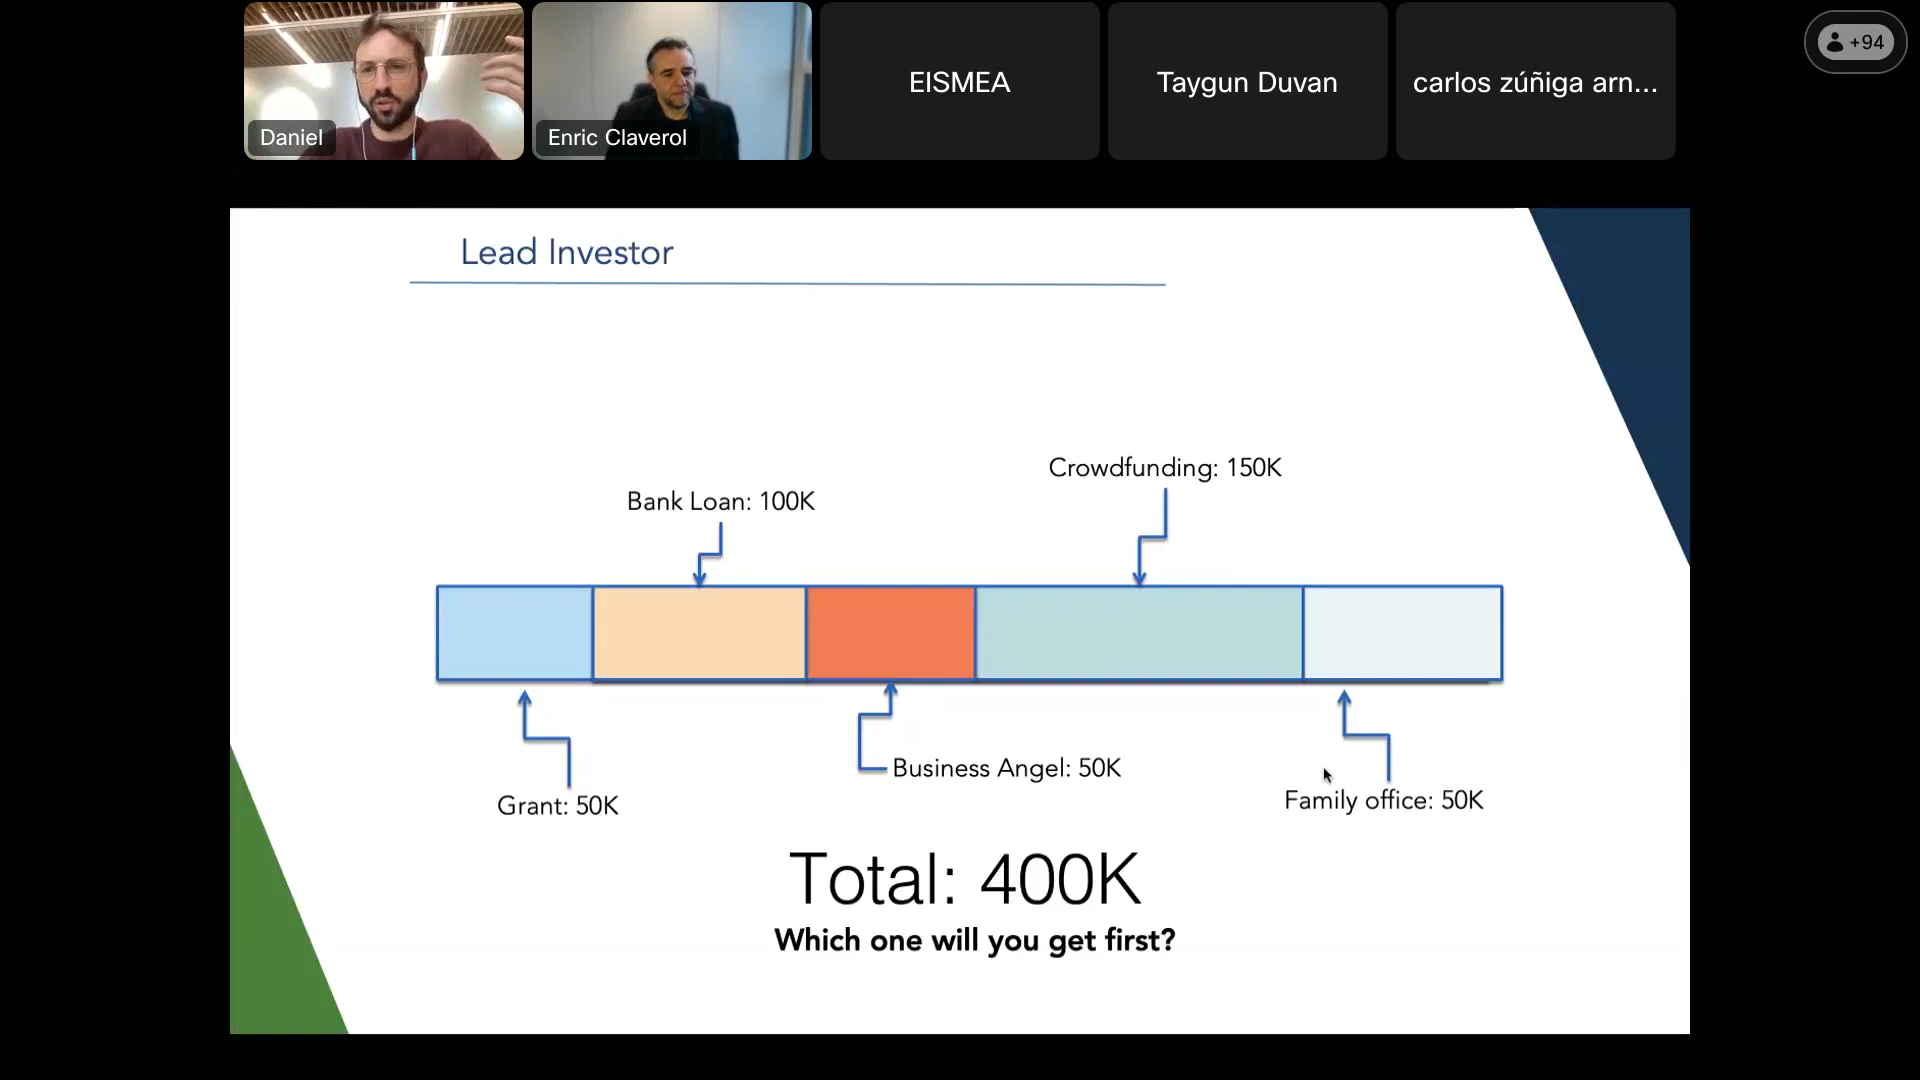 Daniel
Enric Claverol
EISMEA
Taygun Duvan
carlos zúñiga arn...
+94
Lead Investor
Crowdfunding: 150K
Bank Loan: 100K
Business Angel: 50K
Grant: 50K
Family office: 50K
Total: 400K
Which one will you get first?